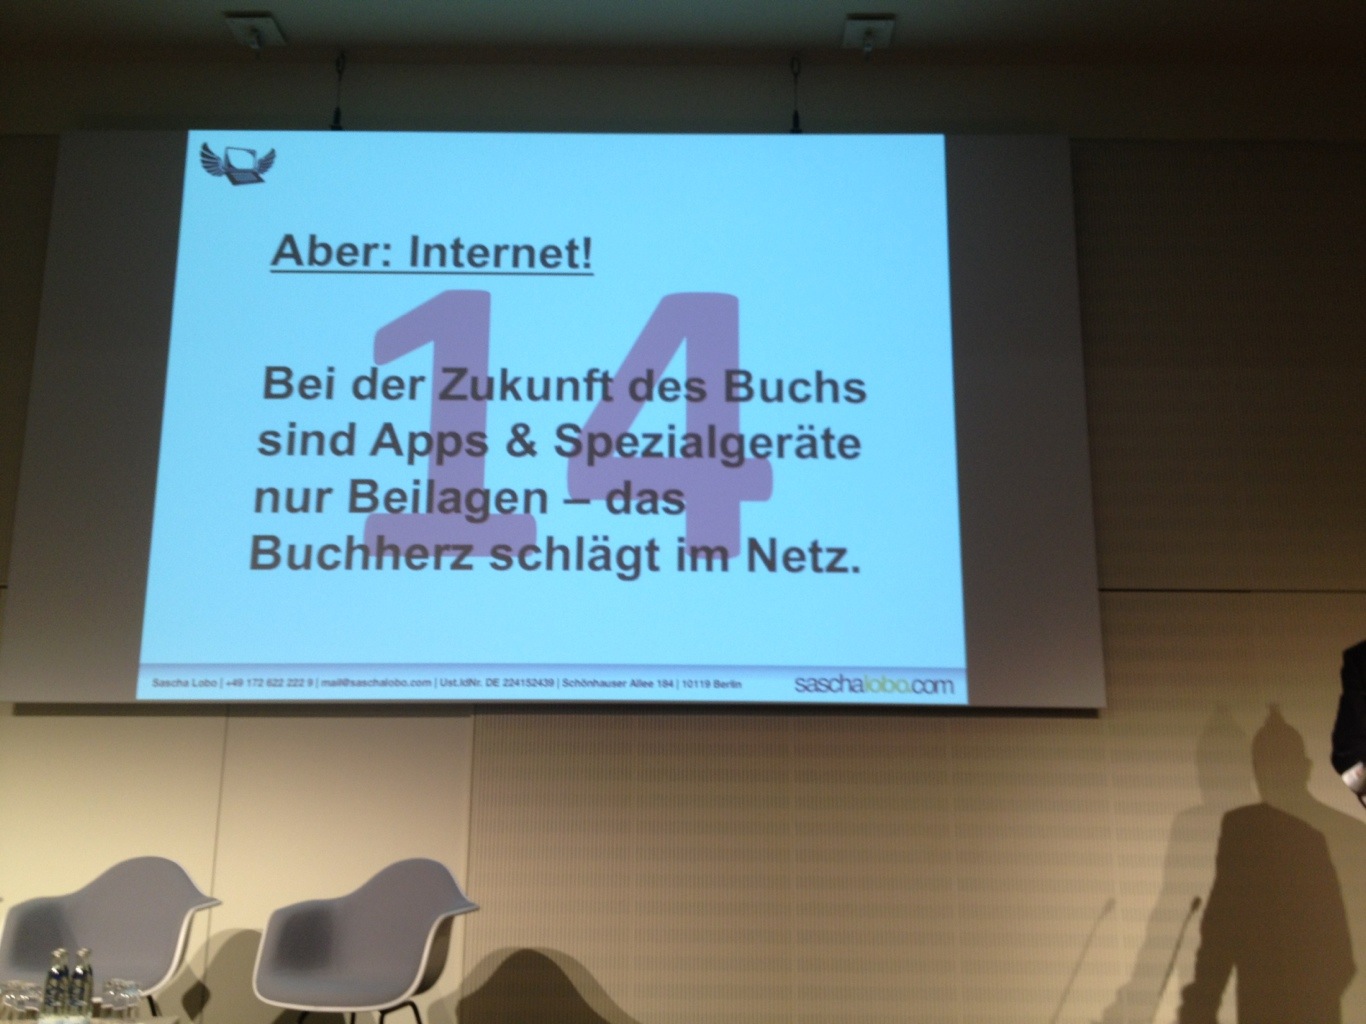 Aber: Internet!
14
Bei der Zukunft des Buchs
sind Apps & Spezialgeräte
nur Beilagen – das
Buchherz schlägt im Netz.
Sascha Lobo | +49 172 622 222 9 | mail@saschalobo.com | Ust.IdNr. DE 224152439 | Schönhauser Allee 184 | 10119 Berlin
saschalobo.com